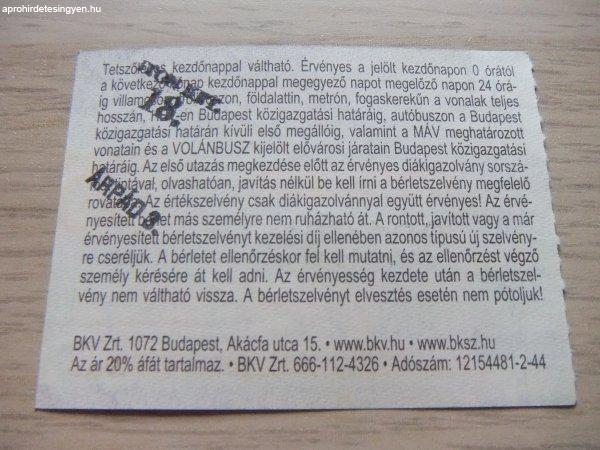 aprohirdetesingyen.hu
Tetszőleges kezdőnappal váltható. Érvényes a jelölt kezdőnapon 0 órától
a következő hónap kezdőnappal megegyező napot megelőző napon 24 órá-
ig villamoson, földalattin, metrón, fogaskerekűn a vonalak teljes
hosszán, HÉV-en Budapest közigazgatási határáig, autóbuszon a Budapest
közigazgatási határán kívüli első megállóig, valamint a MÁV meghatározott
vonatain és a VOLÁNBUSZ kijelölt elővárosi járatain Budapest közigazgatási
határáig. Az első utazás megkezdése előtt az érvényes diákigazolvány sorszá-
mát olvashatóan, javítás nélkül be kell írni a bérletszelvény megfelelő
rovatába. Az értékszelvény csak diákigazolvánnyal együtt érvényes! Az érvé-
nyesített bérlet más személyre nem ruházható át. A rontott, javított vagy a már
érvényesített bérletszelvényt kezelési díj ellenében azonos típusú új szelvény-
re cseréljük. A bérletet ellenőrzéskor fel kell mutatni, és az ellenőrzést végző
személy kérésére át kell adni. Az érvényesség kezdete után a bérletszel-
vény nem váltható vissza. A bérletszelvényt elvesztés esetén nem pótoljuk!
BKV Zrt. 1072 Budapest, Akácfa utca 15. • www.bkv.hu • www.bksz.hu
Az ár 20% áfát tartalmaz. • BKV Zrt. 666-112-4326 • Adószám: 12154481-2-44
18.
ÁRPÁD B.